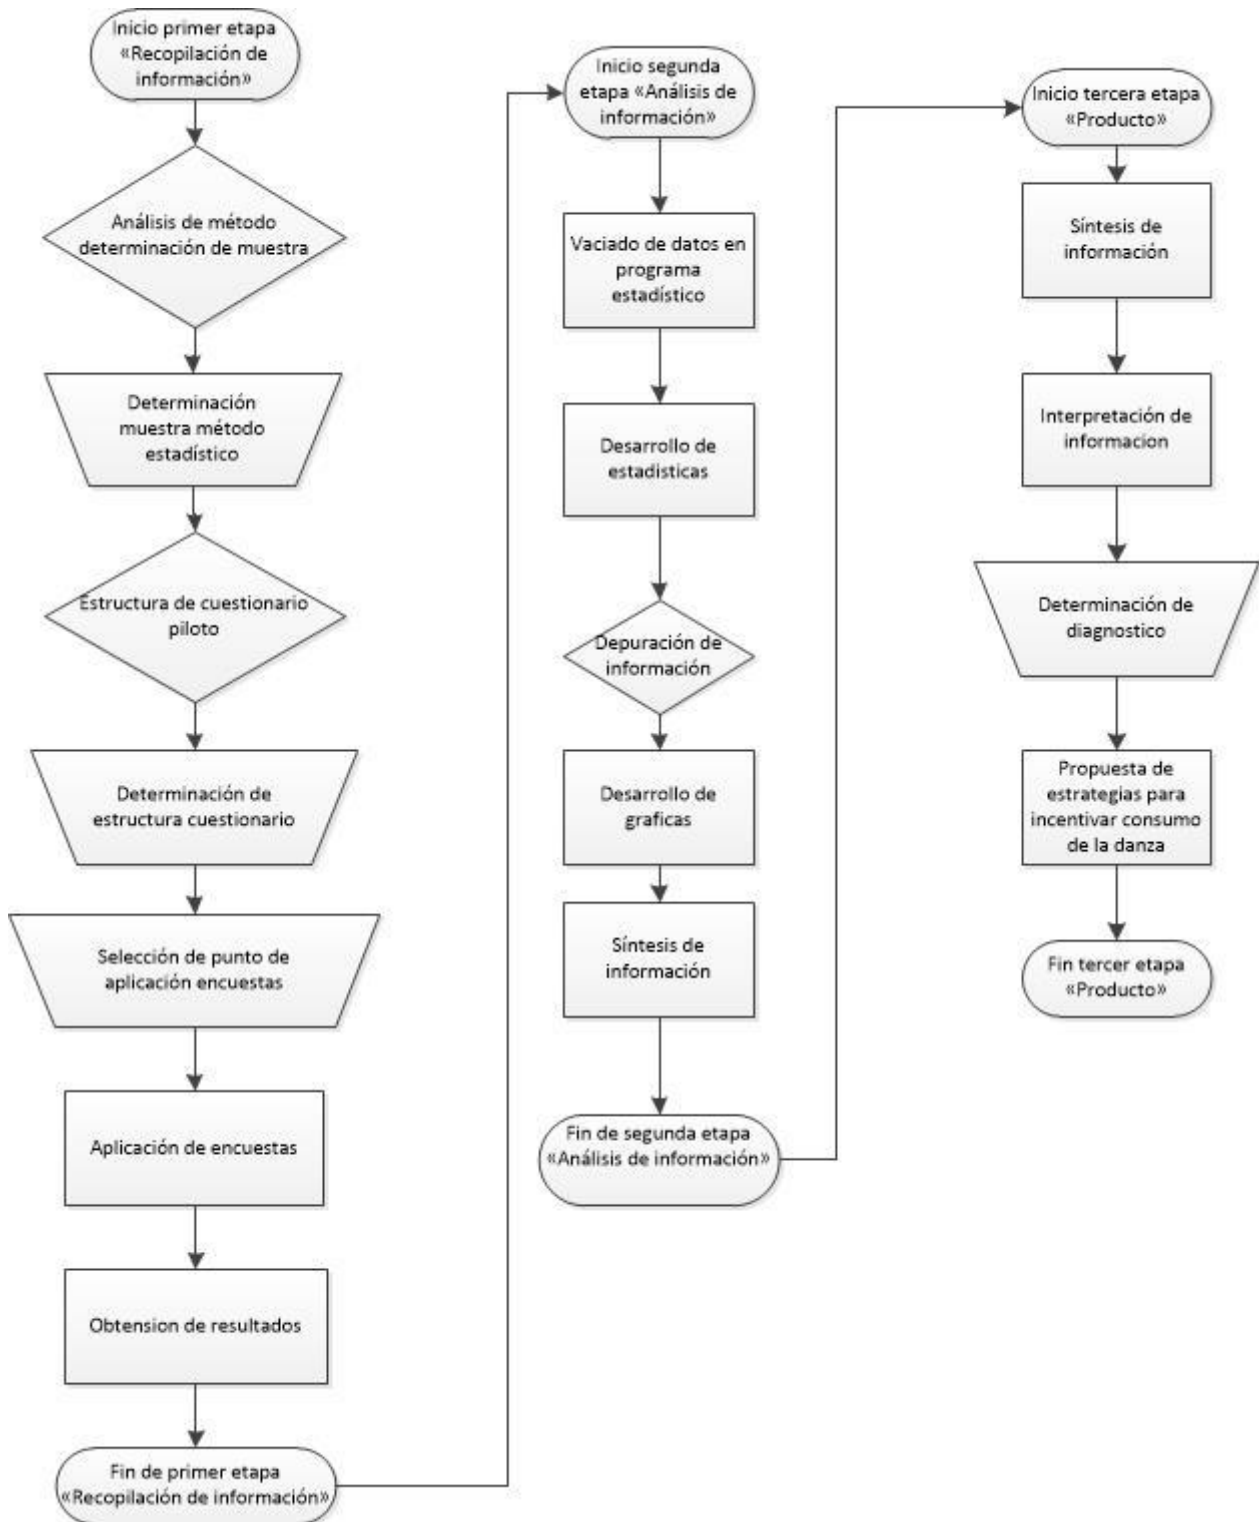 Inicio primer etapa
«Recopilación de
información»
Análisis de método
determinación de muestra
Determinación
muestra método
estadístico
Estructura de cuestionario
piloto
Determinación de
estructura cuestionario
Selección de punto de
aplicación encuestas
Aplicación de encuestas
Obtension de resultados
Fin de primer etapa
«Recopilación de información»
Inicio segunda
etapa «Análisis de
información»
Vaciado de datos en
programa
estadístico
Desarrollo de
estadisticas
Depuración de
información
Desarrollo de
graficas
Síntesis de
información
Fin de segunda etapa
«Análisis de información»
Inicio tercera etapa
«Producto»
Síntesis de
información
Interpretación de
informacion
Determinación de
diagnostico
Propuesta de
estrategias para
incentivar consumo
de la danza
Fin tercer etapa
«Producto»